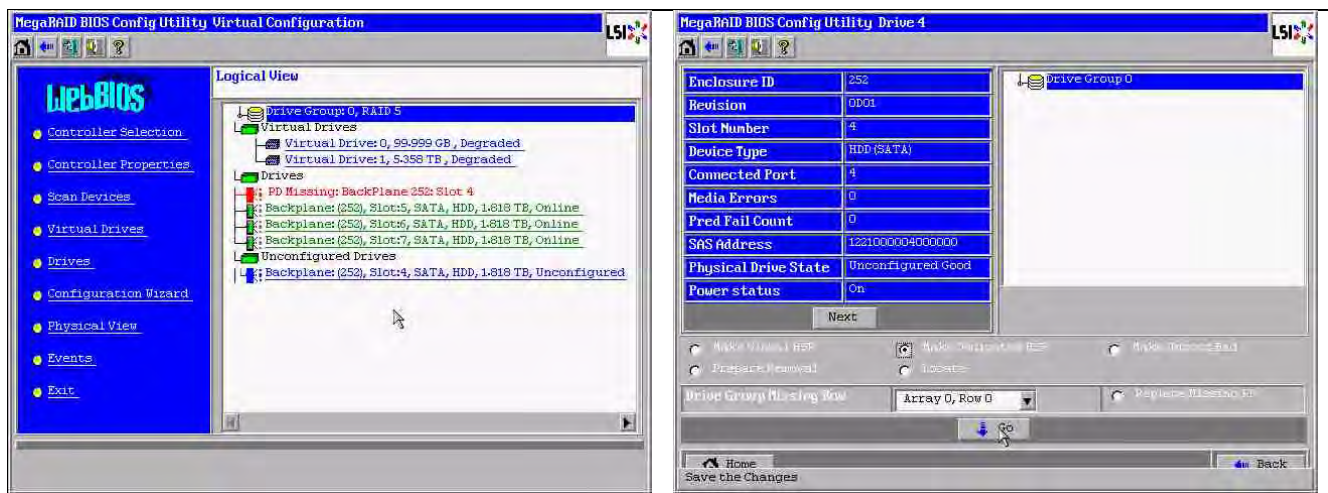 MegaRAID BIOS Config Utility Virtual Configuration
LSI
WebBIOS
Controller Selection
Controller Properties
Scan Devices
Virtual Drives
Drives
Configuration Wizard
Physical View
Events
Exit
Logical View
Drive Group: 0, RAID 5
Virtual Drives
Virtual Drive: 0, 99.999 GB, Degraded
Virtual Drive: 1, 5.358 TB, Degraded
Drives
PD Missing: BackPlane 252: Slot 4
Backplane: (252), Slot:5, SATA, HDD, 1.818 TB, Online
Backplane: (252), Slot:6, SATA, HDD, 1.818 TB, Online
Backplane: (252), Slot:7, SATA, HDD, 1.818 TB, Online
Unconfigured Drives
Backplane: (252), Slot:4, SATA, HDD, 1.818 TB, Unconfigured
MegaRAID BIOS Config Utility Drive 4
LSI
Enclosure ID 252
Revision 0D01
Slot Number 4
Device Type HDD (SATA)
Connected Port 4
Media Errors 0
Pred Fail Count 0
SAS Address 1221000004000000
Physical Drive State Unconfigured Good
Power status On
Next
Drive Group 0
Make Global HSP Make Dedicated HSP Make Unconf Bad
Prepare Removal Locate
Drive Group Missing Row Array 0, Row 0 Replace Missing PD
Go
Home Back
Save the Changes